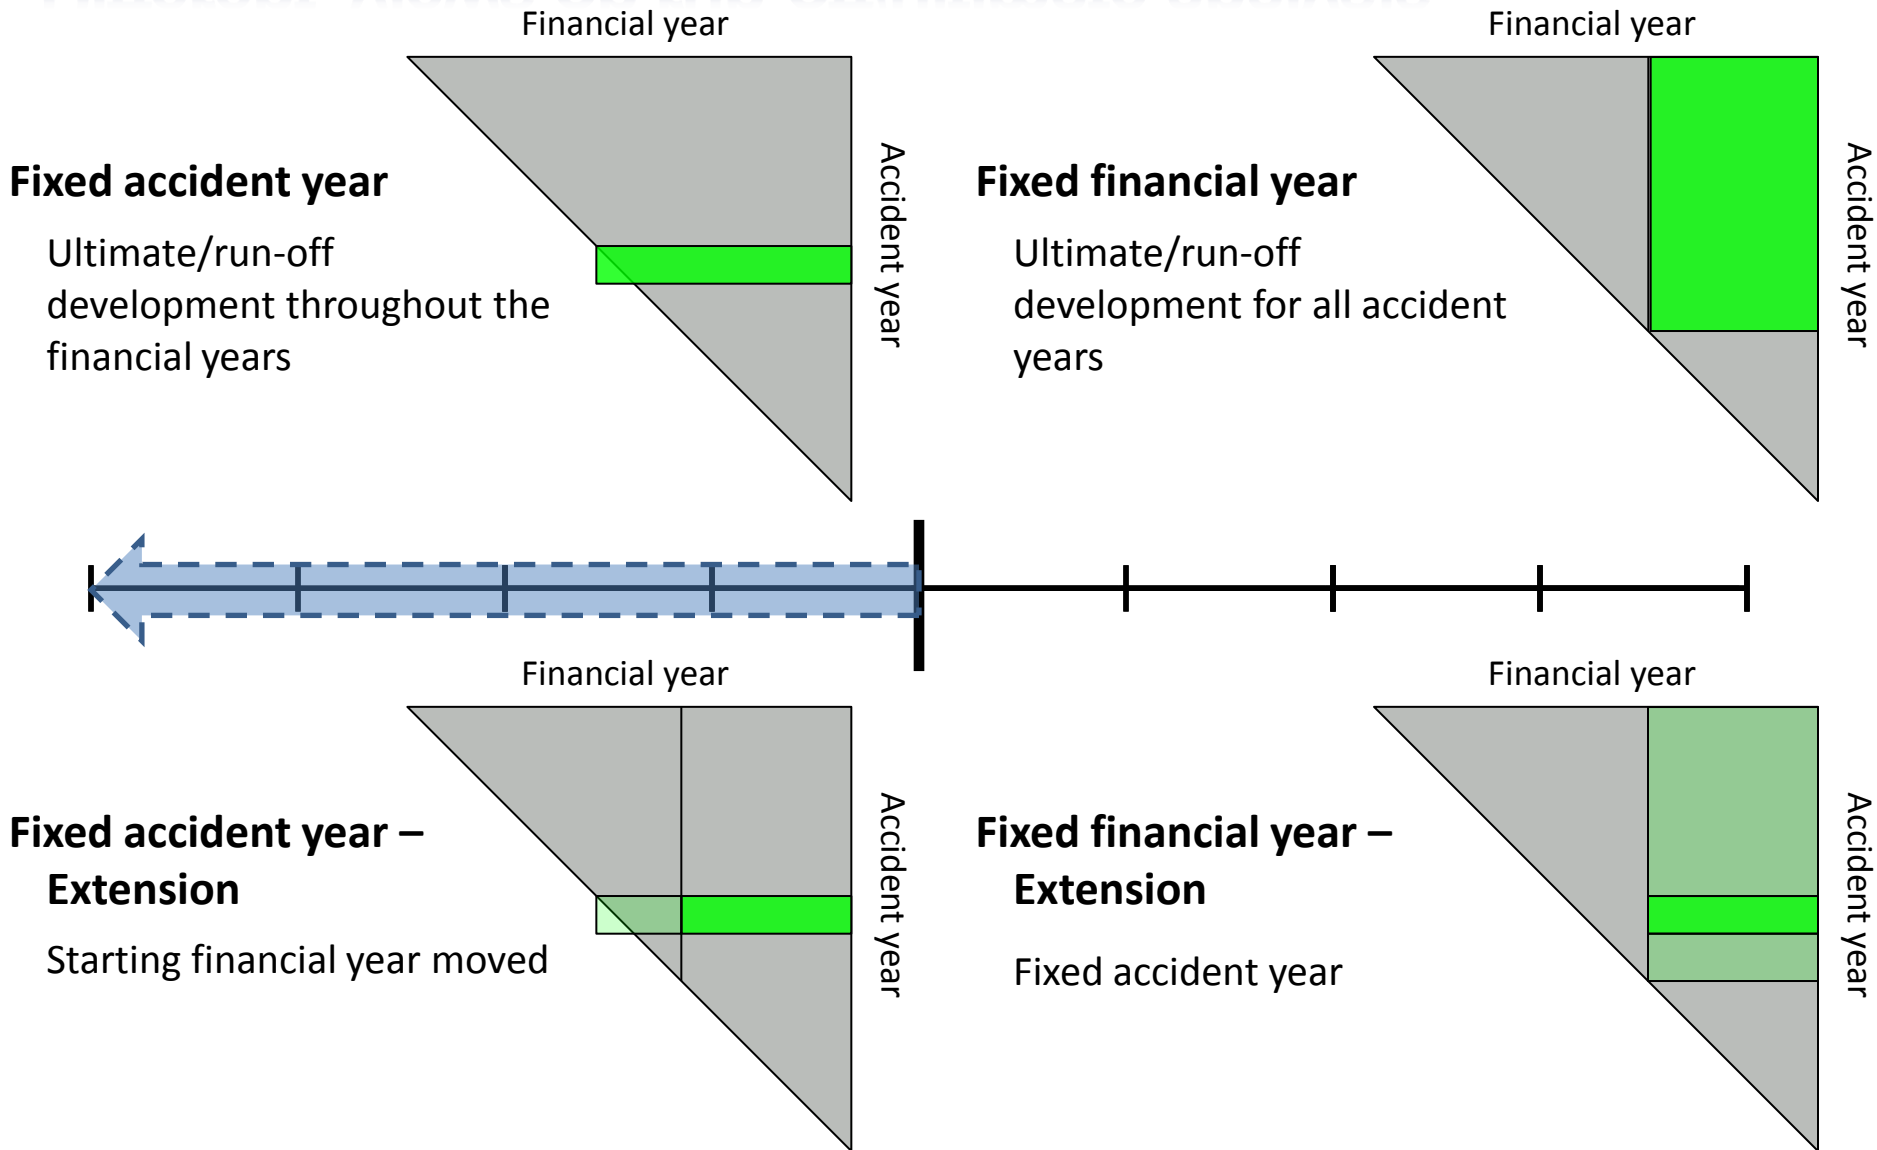 Financial year
Accident year
Fixed accident year
Ultimate/run-off
development throughout the
financial years
Financial year
Accident year
Fixed financial year
Ultimate/run-off
development for all accident
years
Financial year
Accident year
Fixed accident year –
Extension
Starting financial year moved
Financial year
Accident year
Fixed financial year –
Extension
Fixed accident year